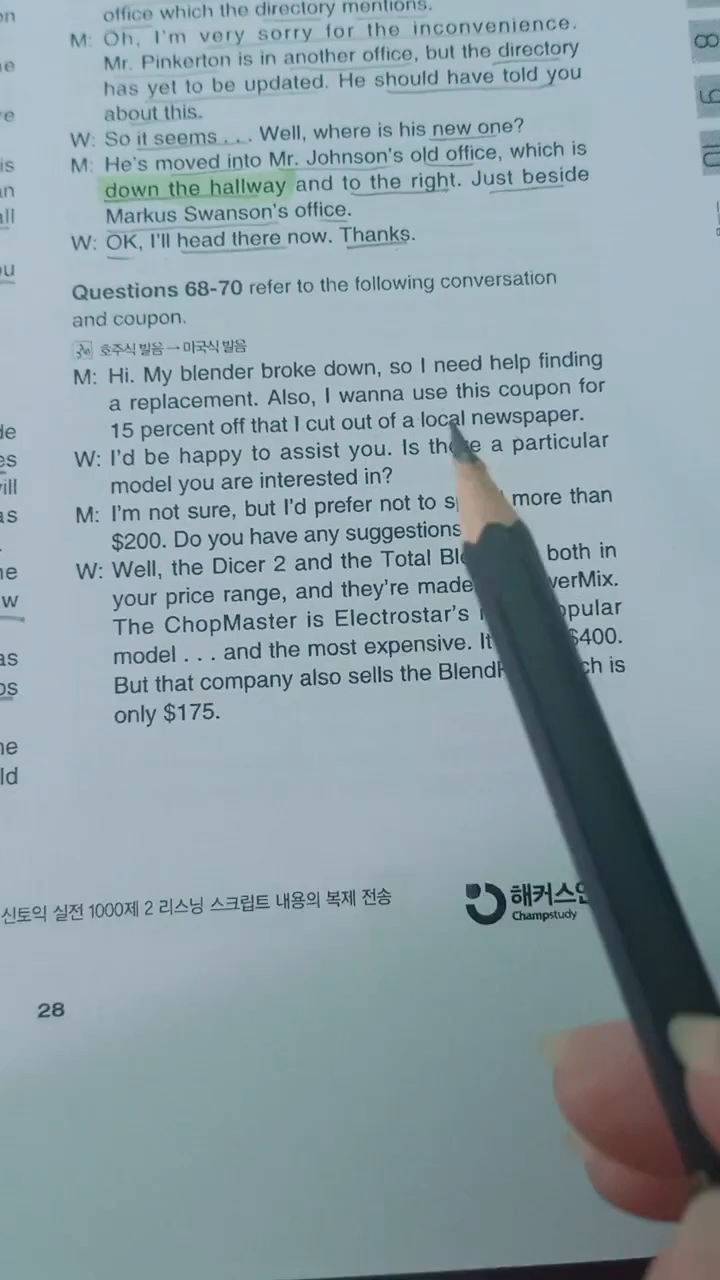 on
office which the directory mentions.
M: Oh, I'm very sorry for the inconvenience.
Mr. Pinkerton is in another office, but the directory
has yet to be updated. He should have told you
about this.
W: So it seems . . . Well, where is his new one?
M: He's moved into Mr. Johnson's old office, which is
down the hallway and to the right. Just beside
Markus Swanson's office.
W: OK, I'll head there now. Thanks.
Questions 68-70 refer to the following conversation
and coupon.
호주식 발음 → 미국식 발음
M: Hi. My blender broke down, so I need help finding
a replacement. Also, I wanna use this coupon for
15 percent off that I cut out of a local newspaper.
W: I'd be happy to assist you. Is there a particular
model you are interested in?
M: I'm not sure, but I'd prefer not to more than
$200. Do you have any suggestions
W: Well, the Dicer 2 and the Total both in
your price range, and they're made
The ChopMaster is Electrostar's
model . . . and the most expensive. It $400.
But that company also sells the is
only $175.
신토익 실전 1000제 2 리스닝 스크립트 내용의 복제 전송
해커스
Champstudy
28